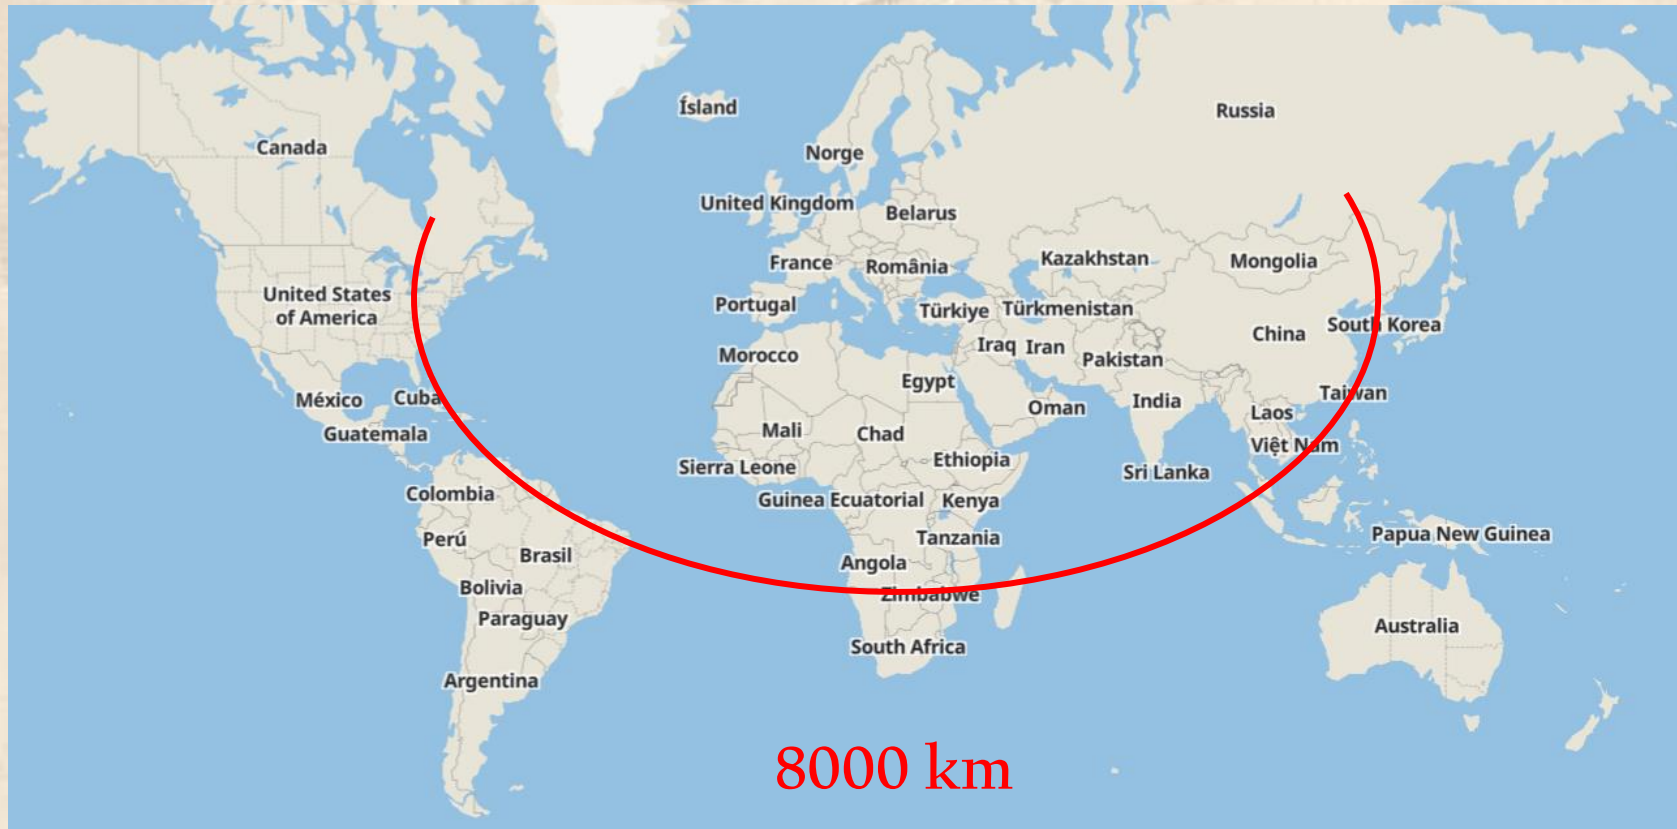 Ísland
Russia
Canada
Norge
United Kingdom
Belarus
France
România
Kazakhstan
Mongolia
United States
of America
Portugal
Türkiye
Türkmenistan
South Korea
China
Morocco
Iraq
Iran
Pakistan
Egypt
México
Cuba
Oman
India
Taiwan
Laos
Guatemala
Mali
Chad
Việt Nam
Sierra Leone
Ethiopia
Sri Lanka
Colombia
Guinea Ecuatorial
Kenya
Perú
Tanzania
Papua New Guinea
Brasil
Angola
Bolivia
Zimbabwe
Paraguay
Australia
South Africa
Argentina
8000 km